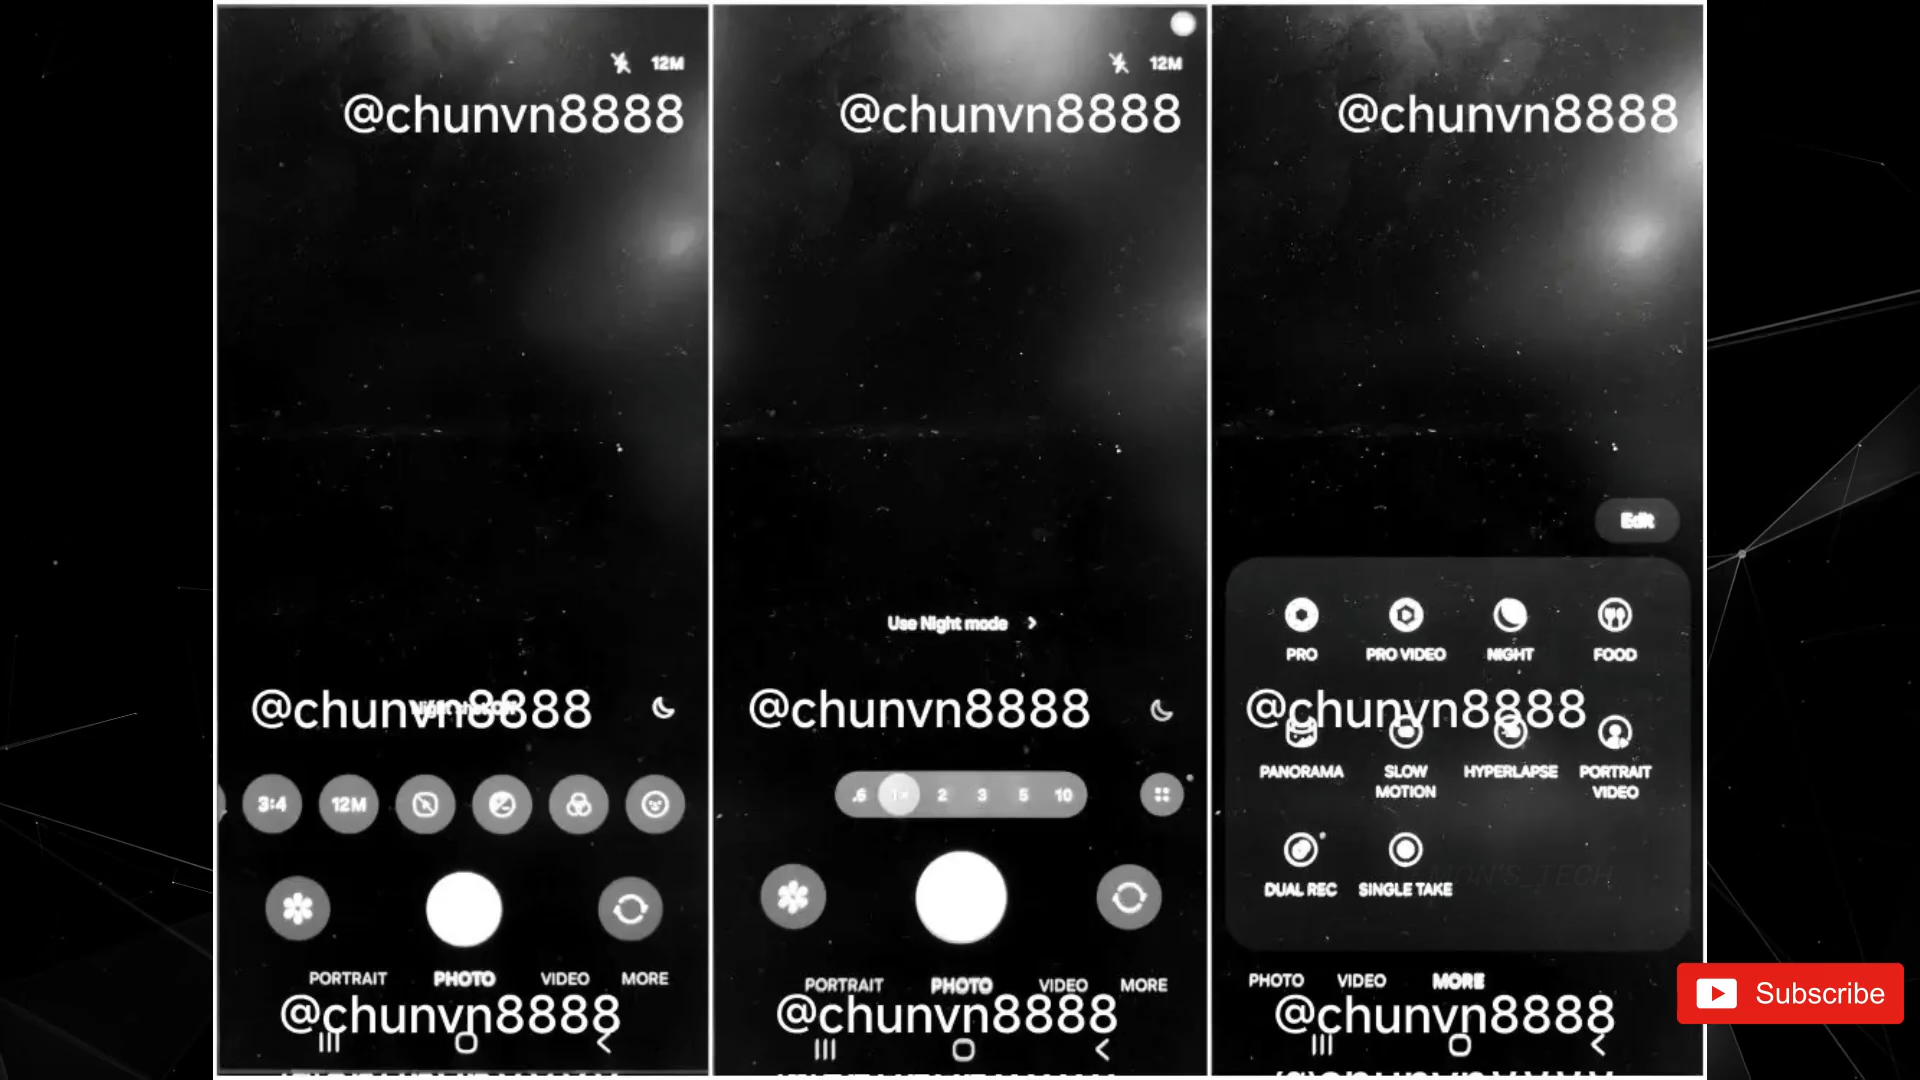 12M
@chunvn8888
@chunvn8888
3:4 12M
PORTRAIT PHOTO VIDEO MORE
@chunvn8888
12M
@chunvn8888
Use Night mode
@chunvn8888
.6 1x 2 3 5 10
PORTRAIT PHOTO VIDEO MORE
@chunvn8888
@chunvn8888
Edit
PRO PRO VIDEO NIGHT FOOD
@chunvn8888
PANORAMA SLOW MOTION HYPERLAPSE PORTRAIT VIDEO
DUAL REC SINGLE TAKE
PHOTO VIDEO MORE
@chunvn8888
Subscribe